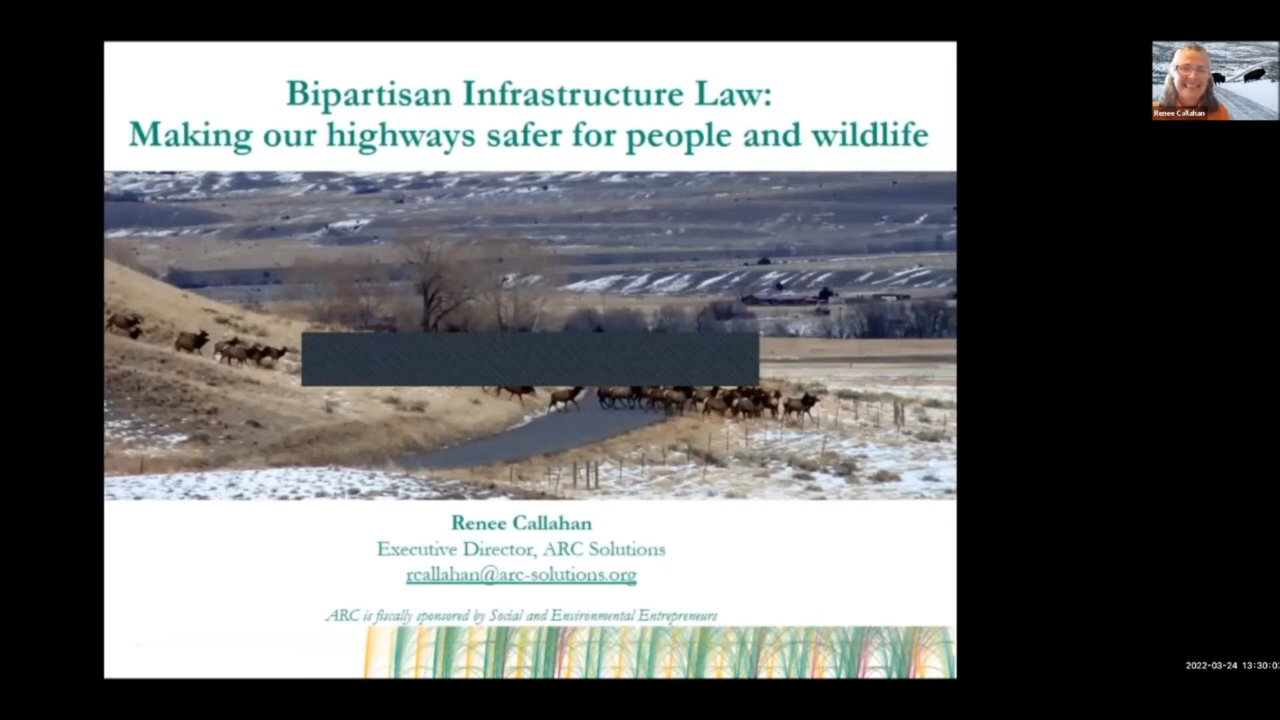 Bipartisan Infrastructure Law:
Making our highways safer for people and wildlife
Renee Callahan
Renee Callahan
Executive Director, ARC Solutions
rcallahan@arc-solutions.org
ARC is fiscally sponsored by Social and Environmental Entrepreneurs
2022-03-24 13:30:0